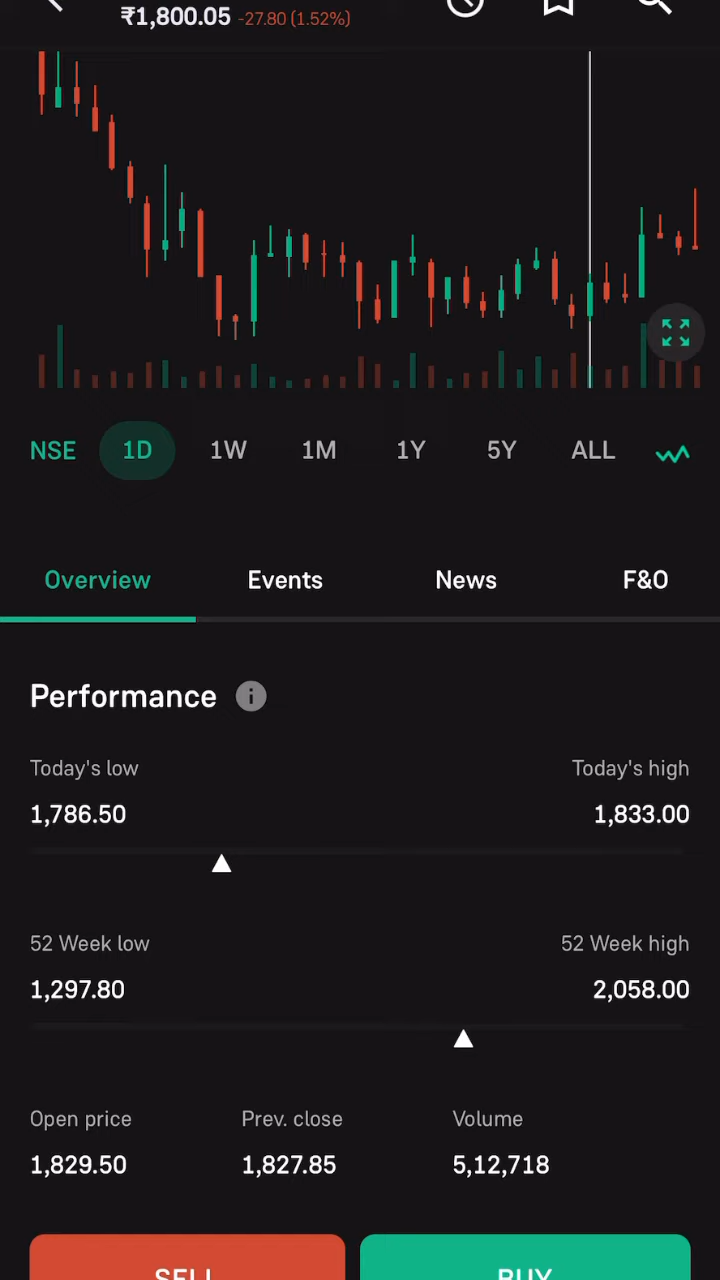 ₹1,800.05 -27.80 (1.52%)
NSE 1D 1W 1M 1Y 5Y ALL
Overview Events News F&O
Performance i
Today's low Today's high
1,786.50 1,833.00
52 Week low 52 Week high
1,297.80 2,058.00
Open price Prev. close Volume
1,829.50 1,827.85 5,12,718
SELL BUY